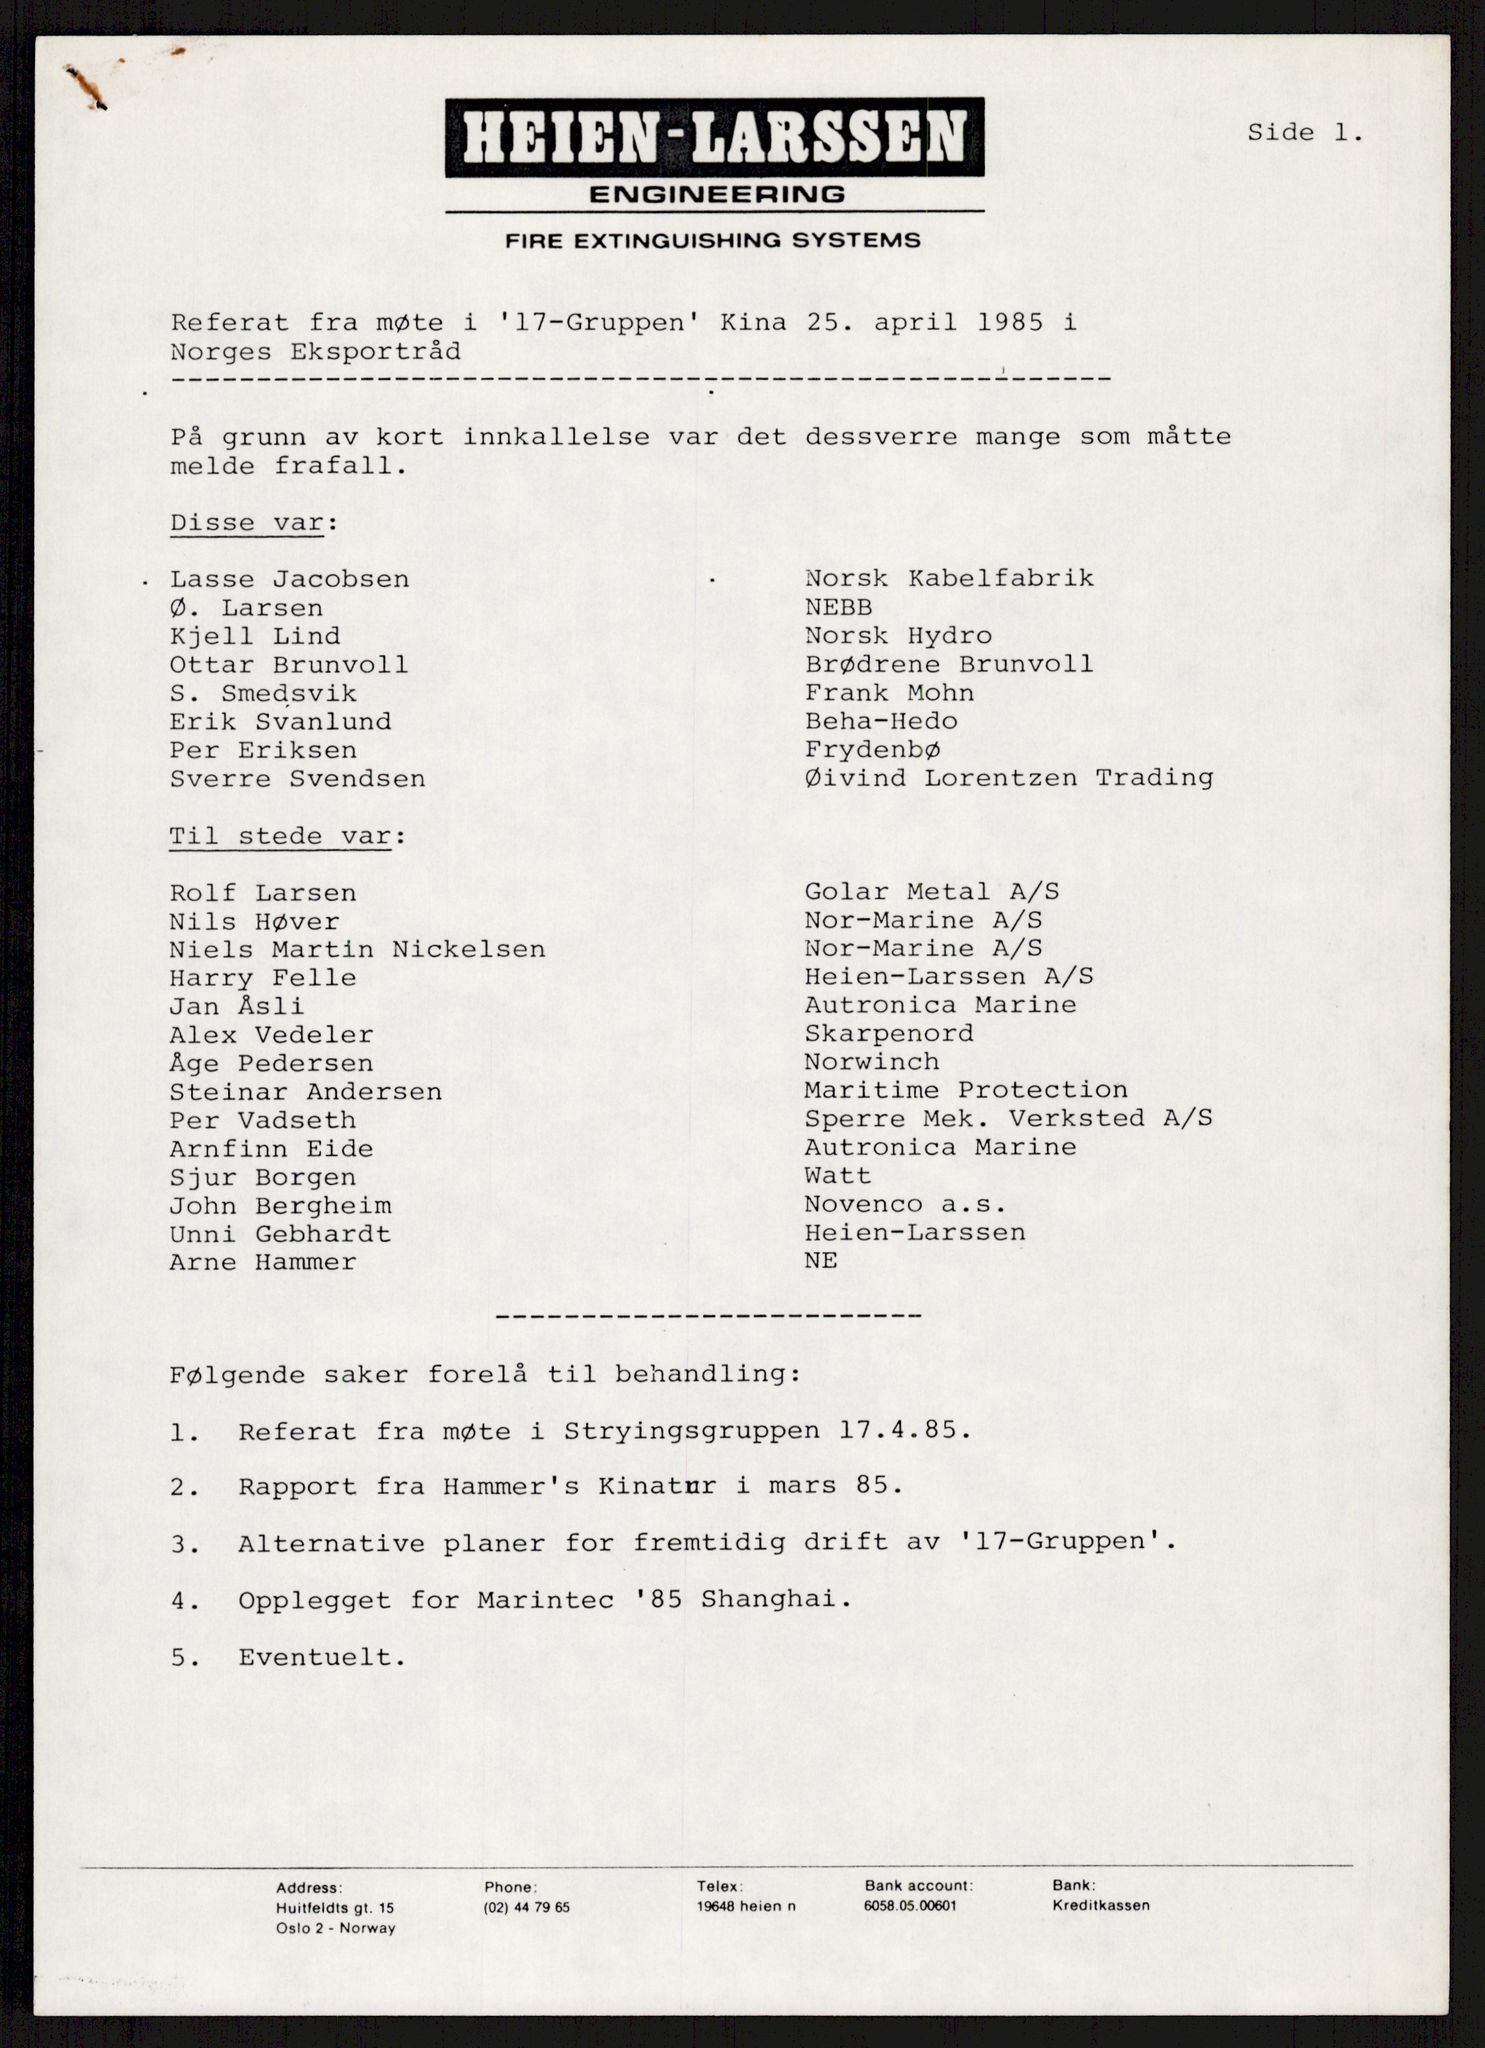 HEIEN-LARSSEN
ENGINEERING
FIRE EXTINGUISHING SYSTEMS
Side 1.
Referat fra møte i '17-Gruppen' Kina 25. april 1985 i
Norges Eksportråd
På grunn av kort innkallelse var det dessverre mange som måtte
melde frafall.
Disse var:
Lasse Jacobsen Norsk Kabelfabrik
Ø. Larsen NEBB
Kjell Lind Norsk Hydro
Ottar Brunvoll Brødrene Brunvoll
S. Smedsvik Frank Mohn
Erik Svanlund Beha-Hedo
Per Eriksen Frydenbø
Sverre Svendsen Øivind Lorentzen Trading
Til stede var:
Rolf Larsen Golar Metal A/S
Nils Høver Nor-Marine A/S
Niels Martin Nickelsen Nor-Marine A/S
Harry Felle Heien-Larssen A/S
Jan Åsli Autronica Marine
Alex Vedeler Skarpenord
Åge Pedersen Norwinch
Steinar Andersen Maritime Protection
Per Vadseth Sperre Mek. Verksted A/S
Arnfinn Eide Autronica Marine
Sjur Borgen Watt
John Bergheim Novenco a.s.
Unni Gebhardt Heien-Larssen
Arne Hammer NE
-------------------------
Følgende saker forelå til behandling:
1. Referat fra møte i Stryingsgruppen 17.4.85.
2. Rapport fra Hammer's Kinatur i mars 85.
3. Alternative planer for fremtidig drift av '17-Gruppen'.
4. Opplegget for Marintec '85 Shanghai.
5. Eventuelt.
Address: Phone: Telex: Bank account: Bank:
Huitfeldts gt. 15 (02) 44 79 65 19648 heien n 6058.05.00601 Kreditkassen
Oslo 2 - Norway